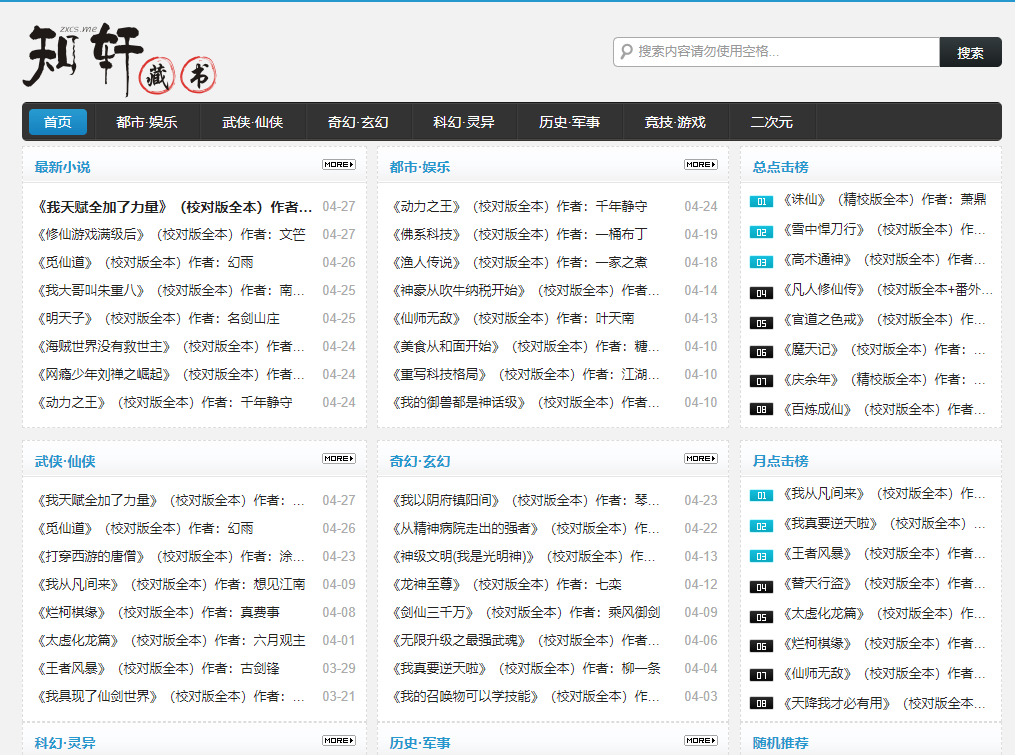 zxcs.me
知轩藏书
搜索内容请勿使用空格...
搜索
首页
都市·娱乐
武侠·仙侠
奇幻·玄幻
科幻·灵异
历史·军事
竞技·游戏
二次元
最新小说
MORE
《我天赋全加了力量》（校对版全本）作者... 04-27
《修仙游戏满级后》（校对版全本）作者：文笀 04-27
《觅仙道》（校对版全本）作者：幻雨 04-26
《我大哥叫朱重八》（校对版全本）作者：南... 04-25
《明天子》（校对版全本）作者：名剑山庄 04-25
《海贼世界没有救世主》（校对版全本）作者... 04-24
《网瘾少年刘禅之崛起》（校对版全本）作者... 04-24
《动力之王》（校对版全本）作者：千年静守 04-24
都市·娱乐
MORE
《动力之王》（校对版全本）作者：千年静守 04-24
《佛系科技》（校对版全本）作者：一桶布丁 04-19
《渔人传说》（校对版全本）作者：一家之煮 04-18
《神豪从吹牛纳税开始》（校对版全本）作者... 04-14
《仙师无敌》（校对版全本）作者：叶天南 04-13
《美食从和面开始》（校对版全本）作者：糖... 04-10
《重写科技格局》（校对版全本）作者：江湖... 04-10
《我的御兽都是神话级》（校对版全本）作者... 04-10
总点击榜
01 《诛仙》（精校版全本）作者：萧鼎
02 《雪中悍刀行》（校对版全本）作...
03 《高术通神》（校对版全本）作者...
04 《凡人修仙传》（校对版全本+番外...
05 《官道之色戒》（校对版全本）作...
06 《魔天记》（校对版全本）作者：...
07 《庆余年》（精校版全本）作者：...
08 《百炼成仙》（校对版全本）作者...
武侠·仙侠
MORE
《我天赋全加了力量》（校对版全本）作者：... 04-27
《觅仙道》（校对版全本）作者：幻雨 04-26
《打穿西游的唐僧》（校对版全本）作者：涂... 04-23
《我从凡间来》（校对版全本）作者：想见江南 04-09
《烂柯棋缘》（校对版全本）作者：真费事 04-08
《太虚化龙篇》（校对版全本）作者：六月观主 04-01
《王者风暴》（校对版全本）作者：古剑锋 03-29
《我具现了仙剑世界》（校对版全本）作者：... 03-21
奇幻·玄幻
MORE
《我以阴府镇阳间》（校对版全本）作者：琴... 04-23
《从精神病院走出的强者》（校对版全本）作... 04-22
《神级文明(我是光明神)》（校对版全本）作... 04-13
《龙神至尊》（校对版全本）作者：七栾 04-12
《剑仙三千万》（校对版全本）作者：乘风御剑 04-09
《无限升级之最强武魂》（校对版全本）作者... 04-06
《我真要逆天啦》（校对版全本）作者：柳一条 04-04
《我的召唤物可以学技能》（校对版全本）作... 04-03
月点击榜
01 《我从凡间来》（校对版全本）作...
02 《我真要逆天啦》（校对版全本）...
03 《王者风暴》（校对版全本）作者...
04 《替天行盗》（校对版全本）作者...
05 《太虚化龙篇》（校对版全本）作...
06 《烂柯棋缘》（校对版全本）作者...
07 《仙师无敌》（校对版全本）作者...
08 《天降我才必有用》（校对版全本...
科幻·灵异
MORE
历史·军事
MORE
随机推荐